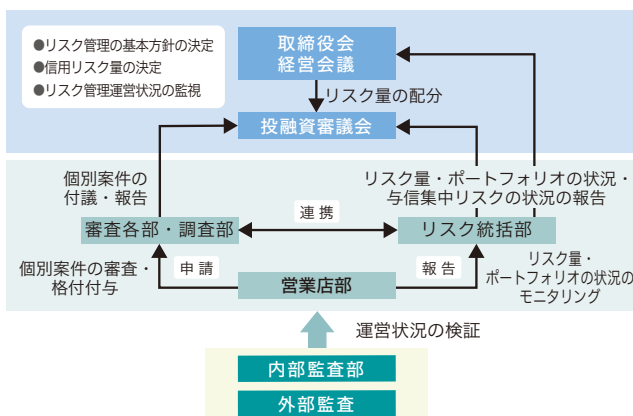 ●リスク管理の基本方針の決定
●信用リスク量の決定
●リスク管理運営状況の監視
取締役会
経営会議
リスク量の配分
投融資審議会
個別案件の
付議・報告
リスク量・ポートフォリオの状況・
与信集中リスクの状況の報告
審査各部・調査部
連携
リスク統括部
個別案件の審査・
格付付与
申請
営業店部
報告
リスク量・
ポートフォリオの状況の
モニタリング
運営状況の検証
内部監査部
外部監査